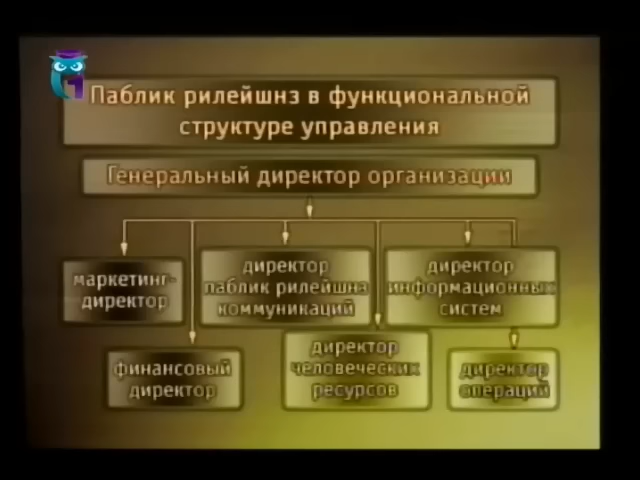 1
Паблик рилейшнз в функциональной
структуре управления
Генеральный директор организации
маркетинг-
директор
директор
паблик рилейшнз
коммуникаций
директор
информационных
систем
финансовый
директор
директор
человеческих
ресурсов
директор
операций